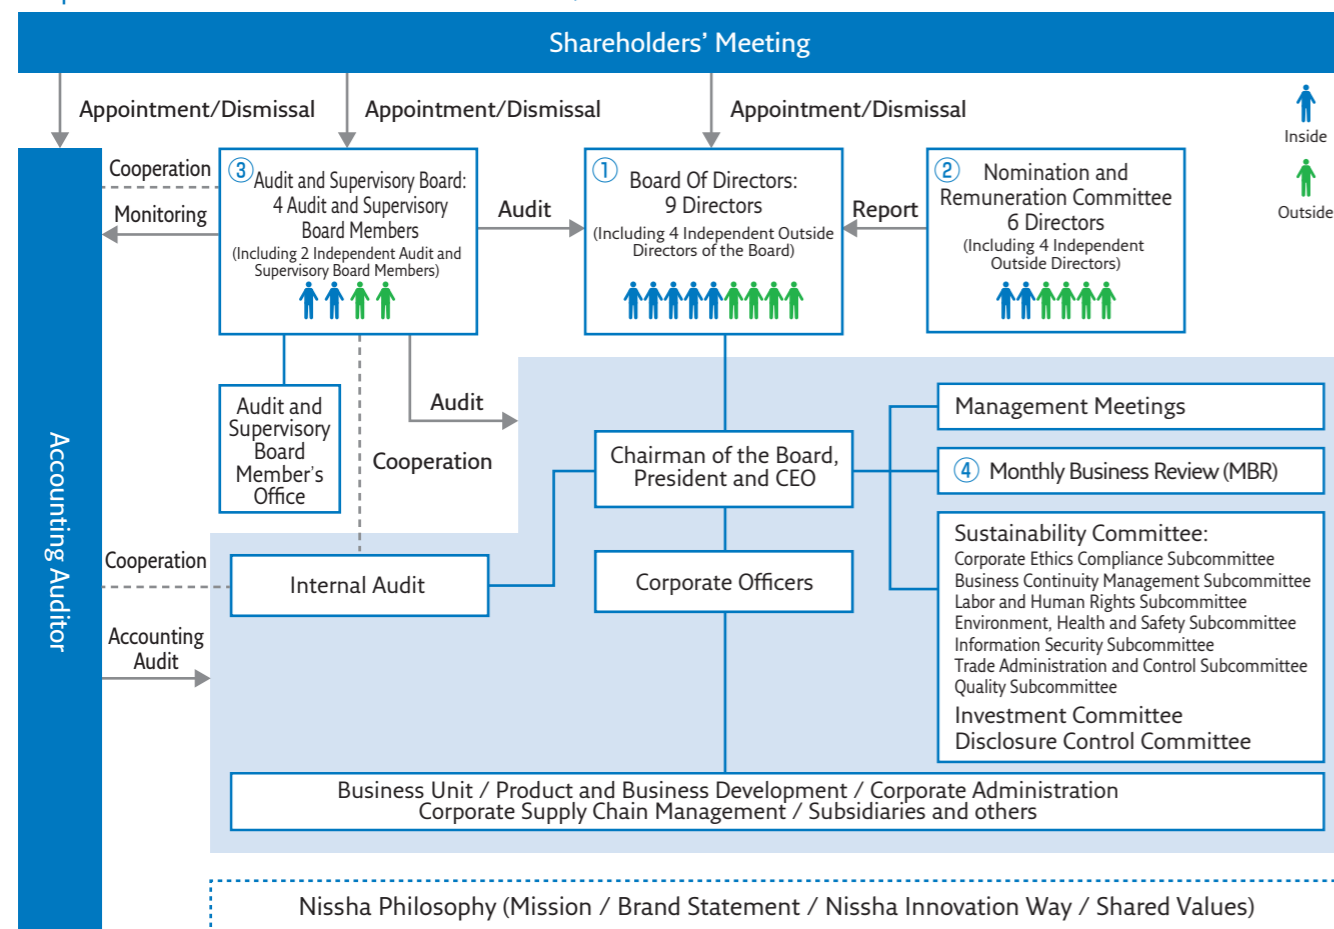 Shareholders’ Meeting
Appointment/Dismissal
Appointment/Dismissal
Appointment/Dismissal
Inside
Outside
Accounting Auditor
Cooperation
Monitoring
③
Audit and Supervisory Board:
4 Audit and Supervisory
Board Members
(Including 2 Independent Audit and
Supervisory Board Members)
Audit
①
Board Of Directors:
9 Directors
(Including 4 Independent Outside
Directors of the Board)
Report
②
Nomination and
Remuneration Committee
6 Directors
(Including 4 Independent
Outside Directors)
Audit and
Supervisory
Board
Member’s
Office
Audit
Cooperation
Chairman of the Board,
President and CEO
Management Meetings
④ Monthly Business Review (MBR)
Cooperation
Internal Audit
Corporate Officers
Sustainability Committee:
Corporate Ethics Compliance Subcommittee
Business Continuity Management Subcommittee
Labor and Human Rights Subcommittee
Environment, Health and Safety Subcommittee
Information Security Subcommittee
Trade Administration and Control Subcommittee
Quality Subcommittee
Investment Committee
Disclosure Control Committee
Accounting
Audit
Business Unit / Product and Business Development / Corporate Administration
Corporate Supply Chain Management / Subsidiaries and others
Nissha Philosophy (Mission / Brand Statement / Nissha Innovation Way / Shared Values)